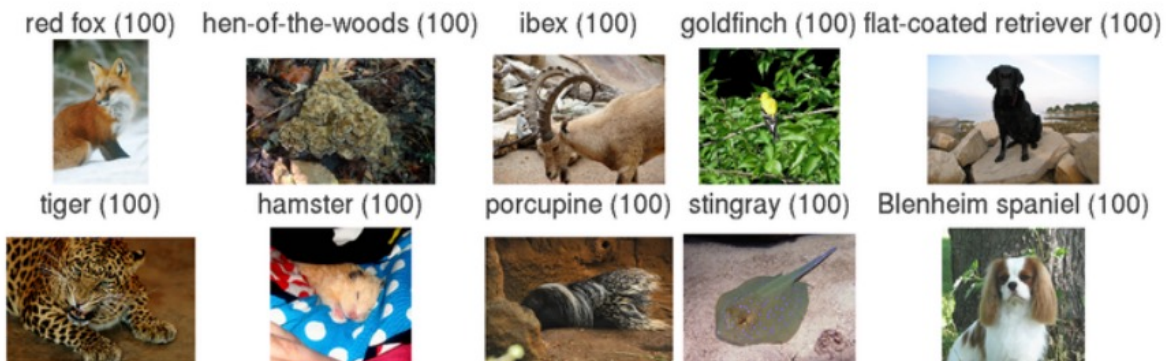 red fox (100) hen-of-the-woods (100) ibex (100) goldfinch (100) flat-coated retriever (100)
tiger (100) hamster (100) porcupine (100) stingray (100) Blenheim spaniel (100)